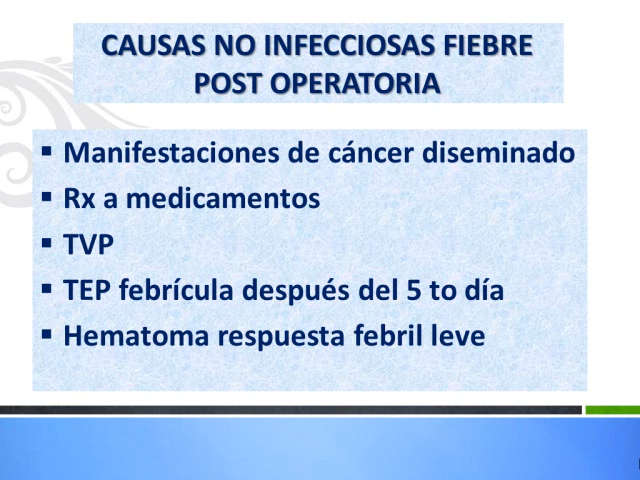 CAUSAS NO INFECCIOSAS FIEBRE
POST OPERATORIA
▪ Manifestaciones de cáncer diseminado
▪ Rx a medicamentos
▪ TVP
▪ TEP febrícula después del 5 to día
▪ Hematoma respuesta febril leve